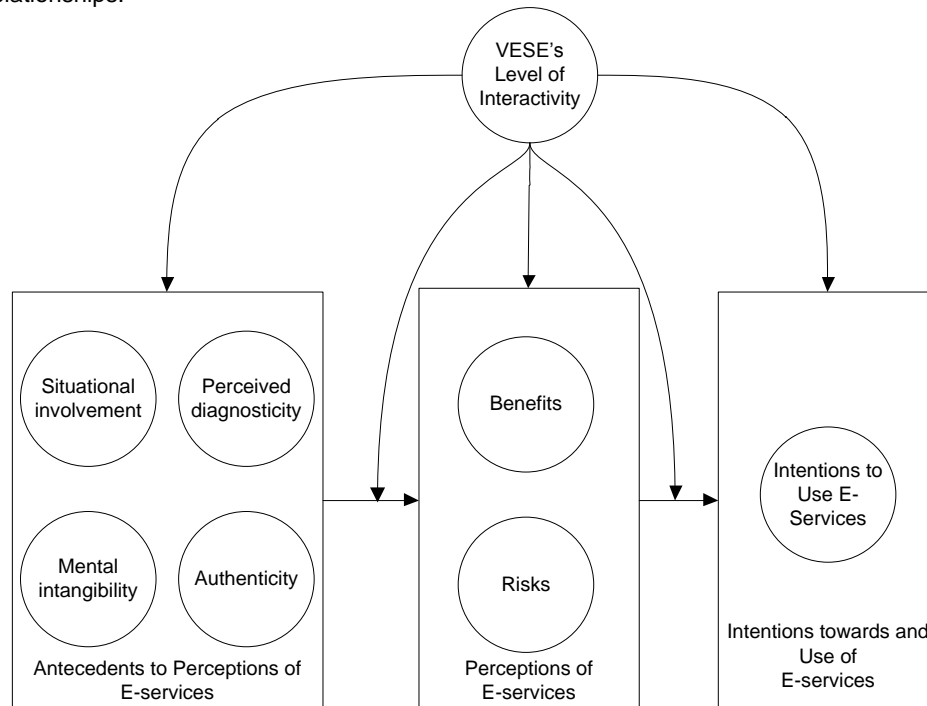 VESE's
Level of
Interactivity
Situational
involvement
Perceived
diagnosticity
Mental
intangibility
Authenticity
Antecedents to Perceptions of
E-services
Benefits
Risks
Perceptions of
E-services
Intentions to
Use E-
Services
Intentions towards and
Use of
E-services